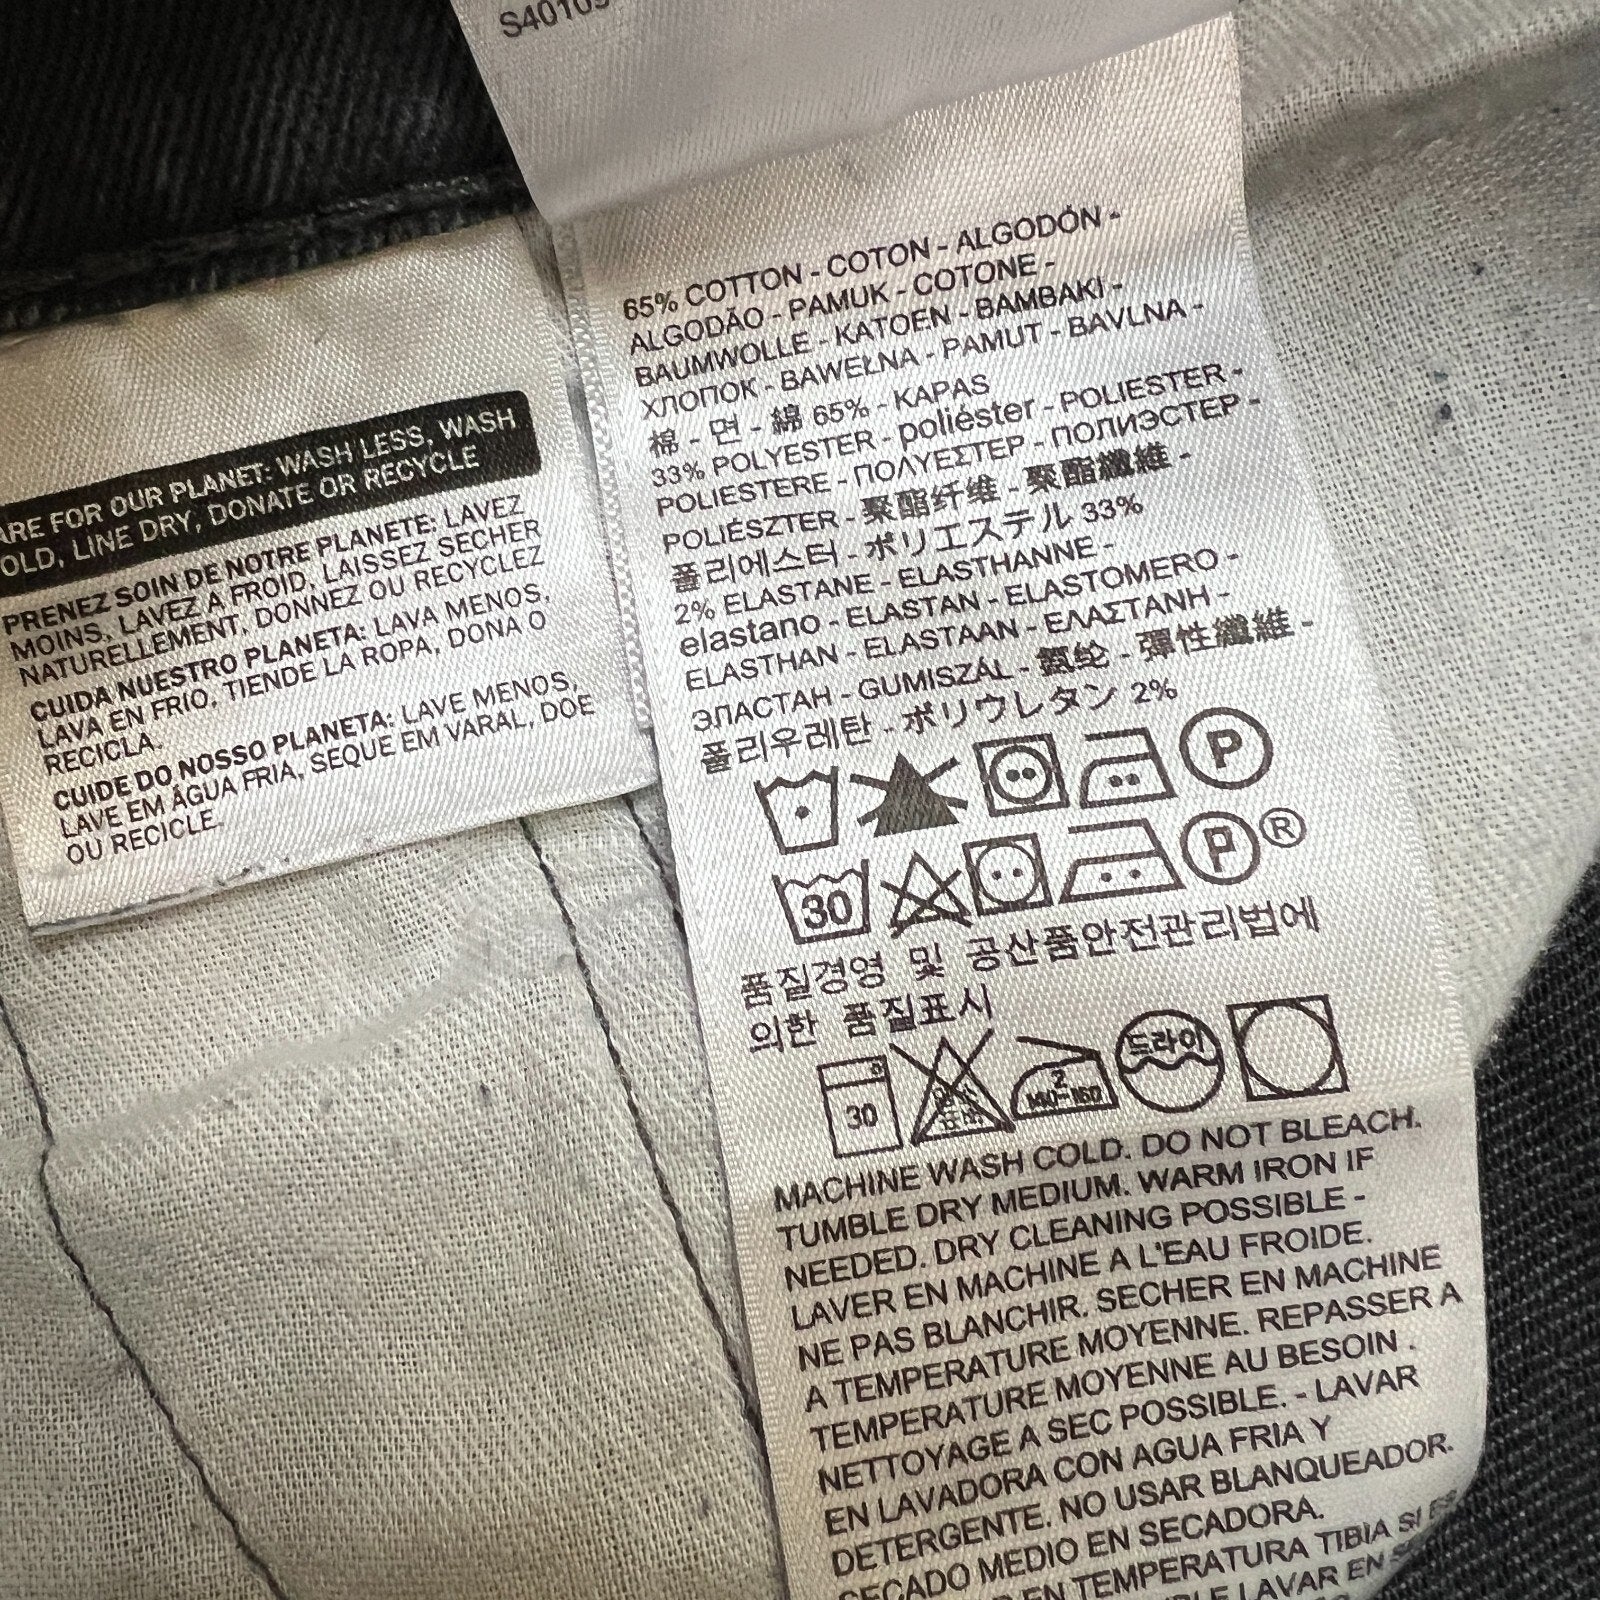 S40105
ARE FOR OUR PLANET: WASH LESS, WASH
OLD, LINE DRY, DONATE OR RECYCLE
PRENEZ SOIN DE NOTRE PLANETE: LAVEZ
MOINS, LAVEZ A FROID, LAISSEZ SECHER
NATURELLEMENT, DONNEZ OU RECYCLEZ
CUIDA NUESTRO PLANETA: LAVA MENOS,
LAVA EN FRIO, TIENDE LA ROPA, DONA O
RECICLA.
CUIDE DO NOSSO PLANETA: LAVE MENOS,
LAVE EM ÁGUA FRIA, SEQUE EM VARAL, DOE
OU RECICLE.
65% COTTON - COTON - ALGODÓN -
ALGODÃO - PAMUK - COTONE -
BAUMWOLLE - KATOEN - BAMBAKI -
ХЛОПОК - BAWEŁNA - PAMUT - BAVLNA -
棉 - 면 - 綿 65% - KAPAS
33% POLYESTER - poliéster - POLIESTER -
POLIESTERE - ΠΟΛΥΕΣΤΕΡ - ПОЛИЭСТЕР -
POLIÉSZTER - 聚酯纤维 - 聚酯纖維 -
폴리에스터 - ポリエステル 33%
2% ELASTANE - ELASTHANNE -
elastano - ELASTAN - ELASTOMERO -
ELASTHAN - ELASTAAN - ΕΛΑΣΤΑΝΗ -
ЭЛАСТАН - GUMISZÁL - 氨纶 - 彈性纖維 -
폴리우레탄 - ポリウレタン 2%
P
30 P ®
품질경영 및 공산품안전관리법에
의한 품질표시
30 2 140-160 드라이
MACHINE WASH COLD. DO NOT BLEACH.
TUMBLE DRY MEDIUM. WARM IRON IF
NEEDED. DRY CLEANING POSSIBLE -
LAVER EN MACHINE A L'EAU FROIDE.
NE PAS BLANCHIR. SECHER EN MACHINE
A TEMPERATURE MOYENNE. REPASSER A
TEMPERATURE MOYENNE AU BESOIN .
NETTOYAGE A SEC POSSIBLE. - LAVAR
EN LAVADORA CON AGUA FRIA Y
DETERGENTE. NO USAR BLANQUEADOR.
SECADO MEDIO EN SECADORA.
EN TEMPERATURA TIBIA SI
LAVAR EN